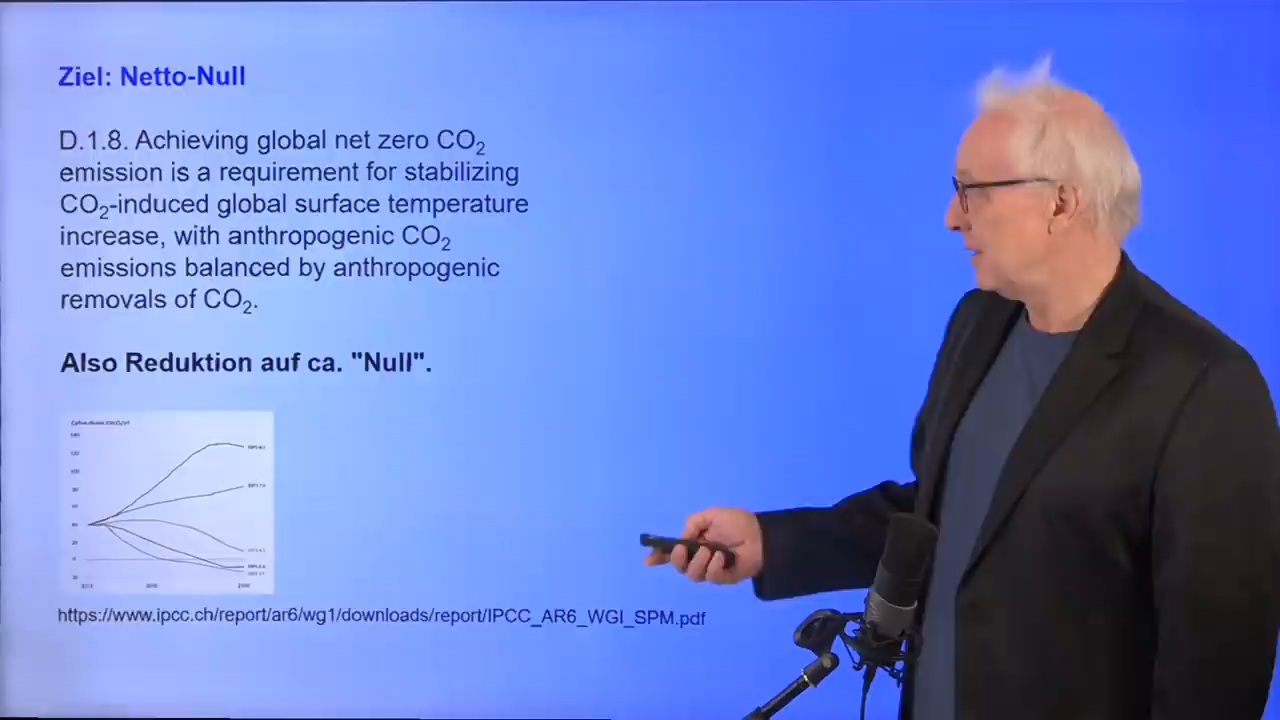 Ziel: Netto-Null
D.1.8. Achieving global net zero CO₂
emission is a requirement for stabilizing
CO₂-induced global surface temperature
increase, with anthropogenic CO₂
emissions balanced by anthropogenic
removals of CO₂.
Also Reduktion auf ca. "Null".
https://www.ipcc.ch/report/ar6/wg1/downloads/report/IPCC_AR6_WGI_SPM.pdf